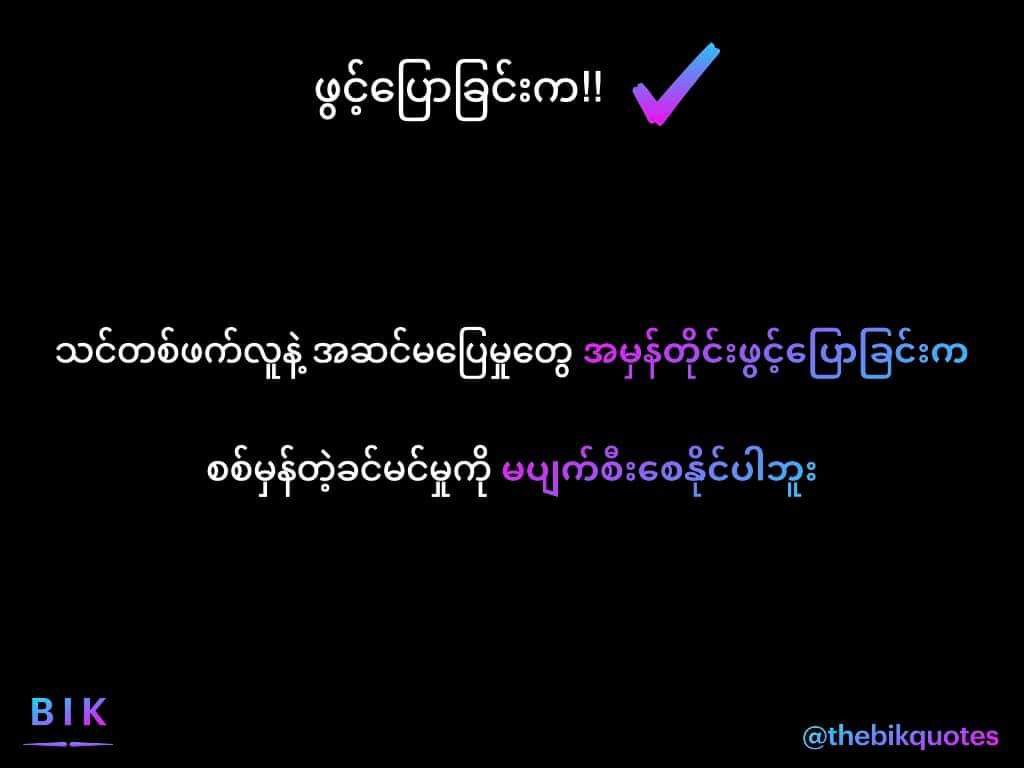 ဖွင့်ပြောခြင်းက!!
သင်တစ်ဖက်လူနဲ့ အဆင်မပြေမှုတွေ အမှန်တိုင်းဖွင့်ပြောခြင်းက
စစ်မှန်တဲ့ခင်မင်မှုကို မပျက်စီးစေနိုင်ပါဘူး
BIK
@thebikquotes